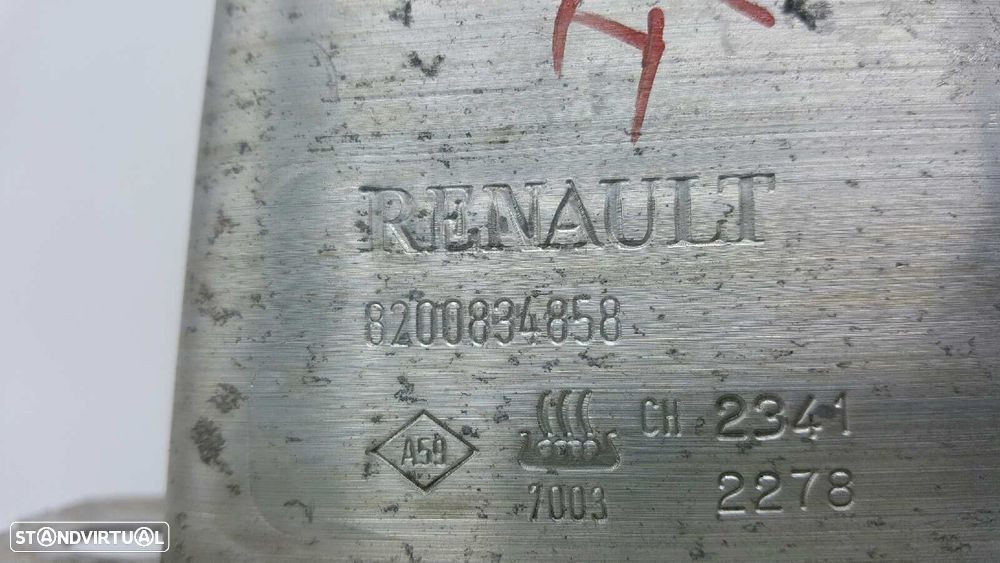 RENAULT
8200834858
A59
CH 2341
7003
2278
STANDVIRTUAL